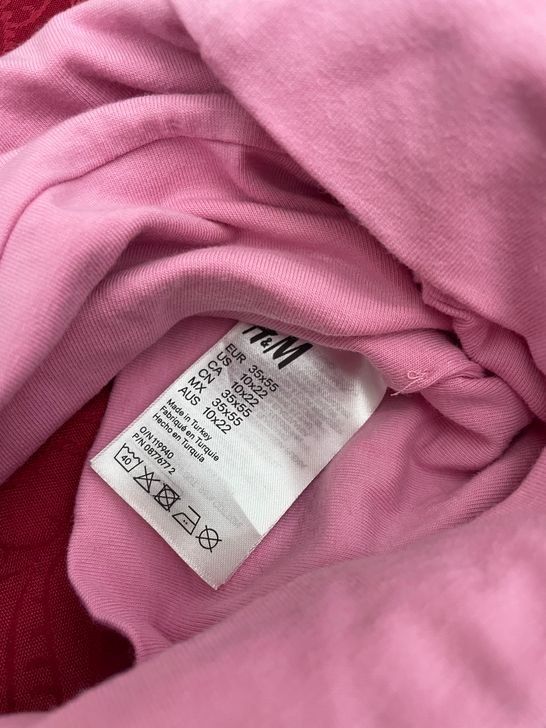 H&M
EUR 35x55
US 10x22
CA 10x22
CN 35x55
MX 35x55
AUS 10x22
Made in Turkey
Fabriqué en Turquie
Hecho en Turquía
O/N 119940
P/N 0877677 2
40